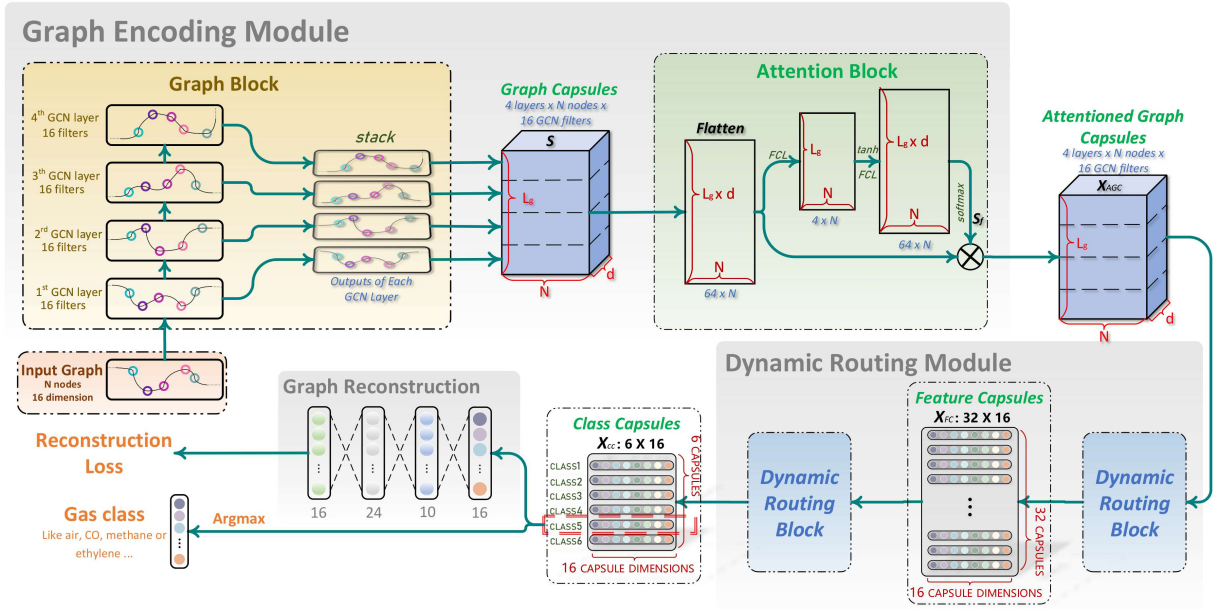 Graph Encoding Module
Graph Block
4th GCN layer
16 filters
3th GCN layer
16 filters
2rd GCN layer
16 filters
1st GCN layer
16 filters
stack
Outputs of Each
GCN Layer
Input Graph
N nodes
16 dimension
Graph Capsules
4 layers x N nodes x
16 GCN filters
S
Lg
N
d
Attention Block
Flatten
Lg x d
N
64 x N
FCL
Lg
N
4 x N
tanh
FCL
Lg x d
N
64 x N
softmax
Sf
Attentioned Graph
Capsules
4 layers x N nodes x
16 GCN filters
XAGC
Lg
N
d
Dynamic Routing Module
Dynamic
Routing
Block
Feature Capsules
XFC: 32 X 16
32 CAPSULES
16 CAPSULE DIMENSIONS
Dynamic
Routing
Block
Class Capsules
Xcc: 6 X 16
CLASS1
CLASS2
CLASS3
CLASS4
CLASS5
CLASS6
6 CAPSULES
16 CAPSULE DIMENSIONS
Graph Reconstruction
16
24
10
16
Reconstruction
Loss
Argmax
Gas class
Like air, CO, methane or
ethylene ...